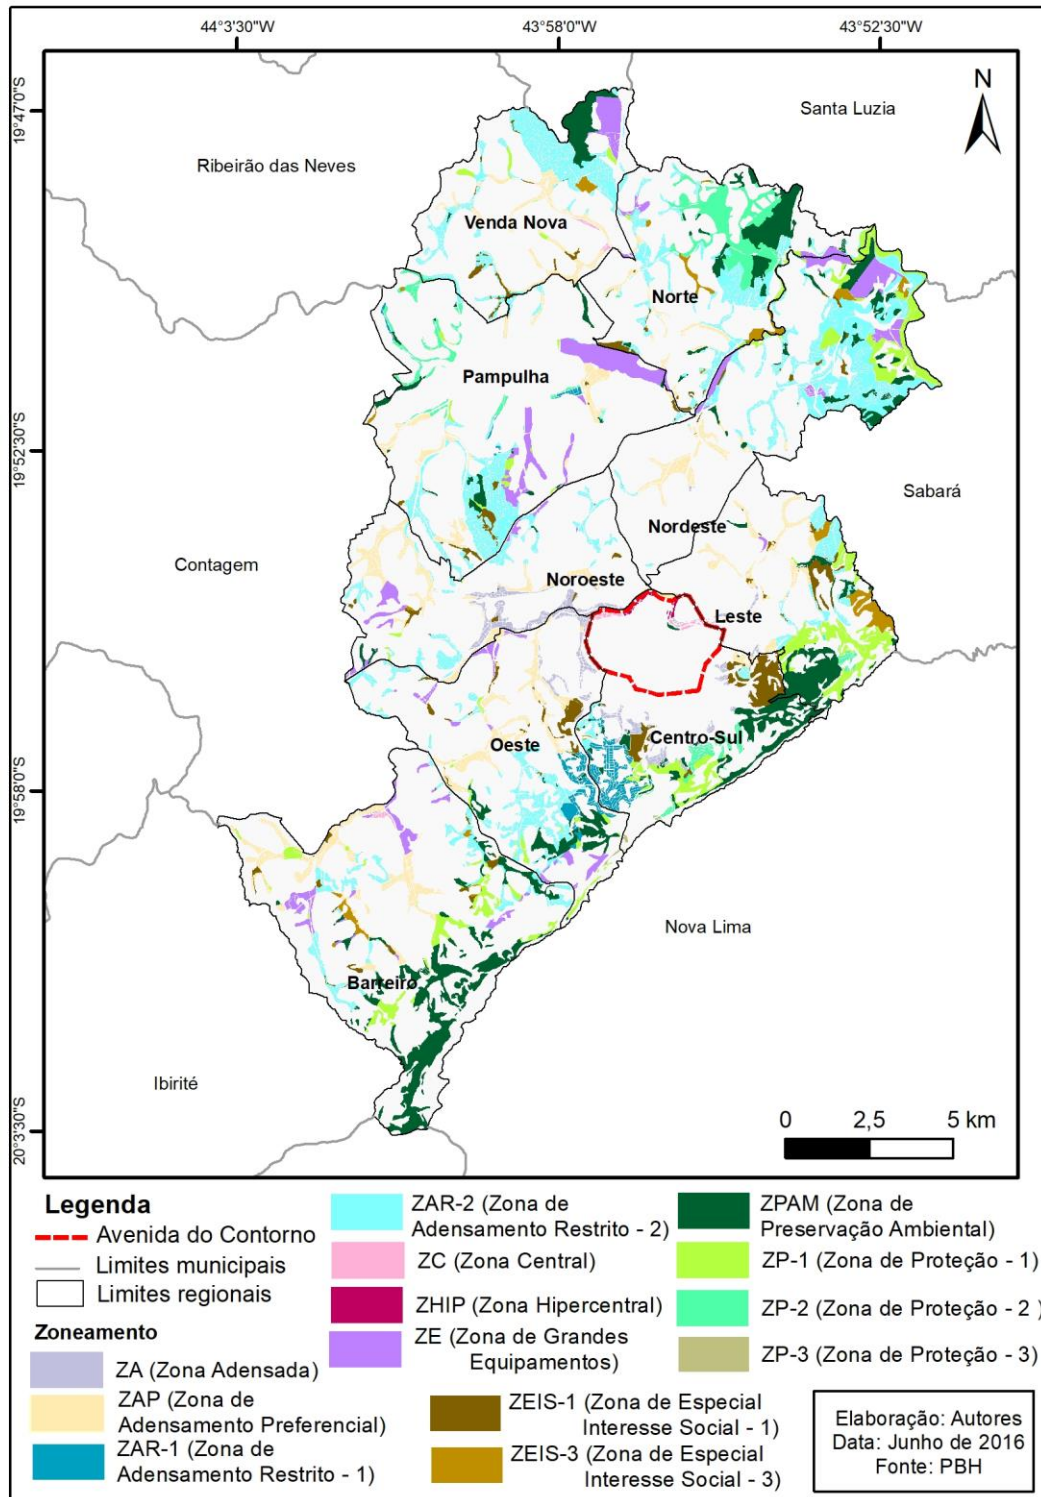 44°3'30"W 43°58'0"W 43°52'30"W
19°47'0"S
19°52'30"S
19°58'0"S
20°3'30"S
N
Santa Luzia
Ribeirão das Neves
Venda Nova
Norte
Pampulha
Sabará
Nordeste
Contagem
Noroeste
Leste
Centro-Sul
Oeste
Nova Lima
Barreiro
Ibirité
0 2,5 5 km
Legenda
Avenida do Contorno
Limites municipais
Limites regionais
Zoneamento
ZA (Zona Adensada)
ZAP (Zona de
Adensamento Preferencial)
ZAR-1 (Zona de
Adensamento Restrito - 1)
ZAR-2 (Zona de
Adensamento Restrito - 2)
ZC (Zona Central)
ZHIP (Zona Hipercentral)
ZE (Zona de Grandes
Equipamentos)
ZEIS-1 (Zona de Especial
Interesse Social - 1)
ZEIS-3 (Zona de Especial
Interesse Social - 3)
ZPAM (Zona de
Preservação Ambiental)
ZP-1 (Zona de Proteção - 1)
ZP-2 (Zona de Proteção - 2 )
ZP-3 (Zona de Proteção - 3)
Elaboração: Autores
Data: Junho de 2016
Fonte: PBH